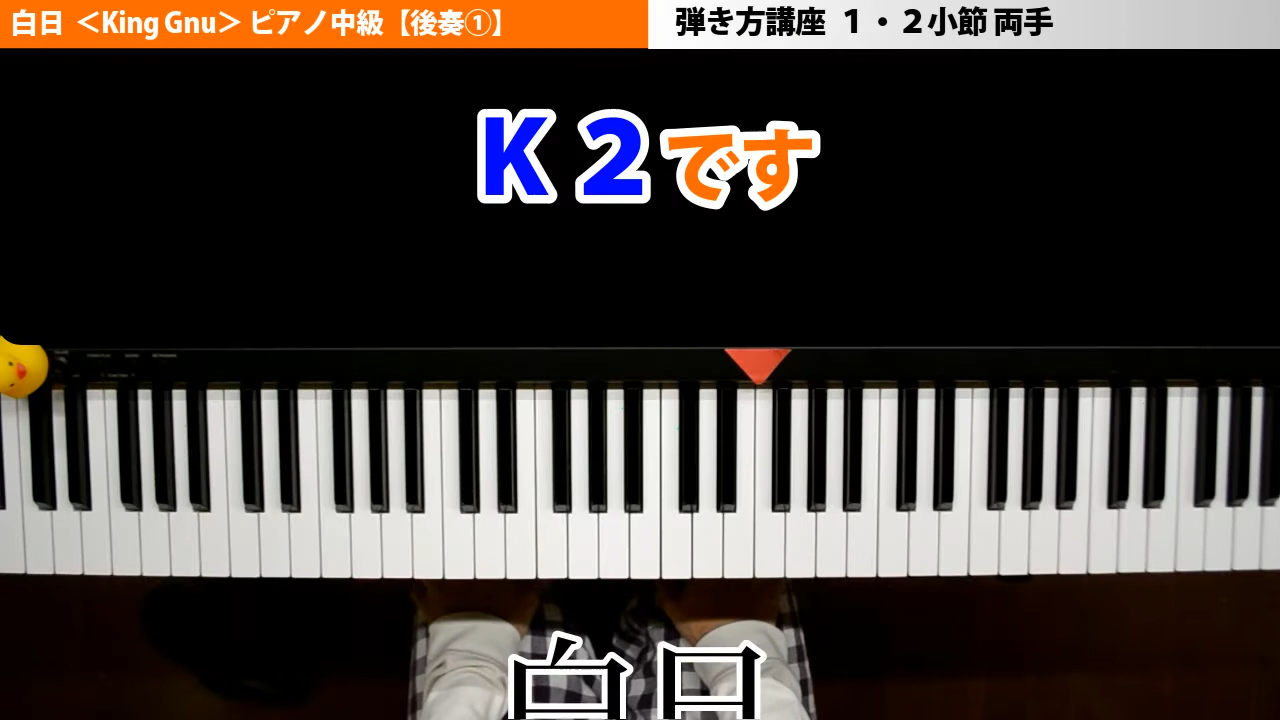 白日 ＜King Gnu＞ ピアノ中級【後奏①】
弾き方講座 １・２小節 両手
K２です
白日